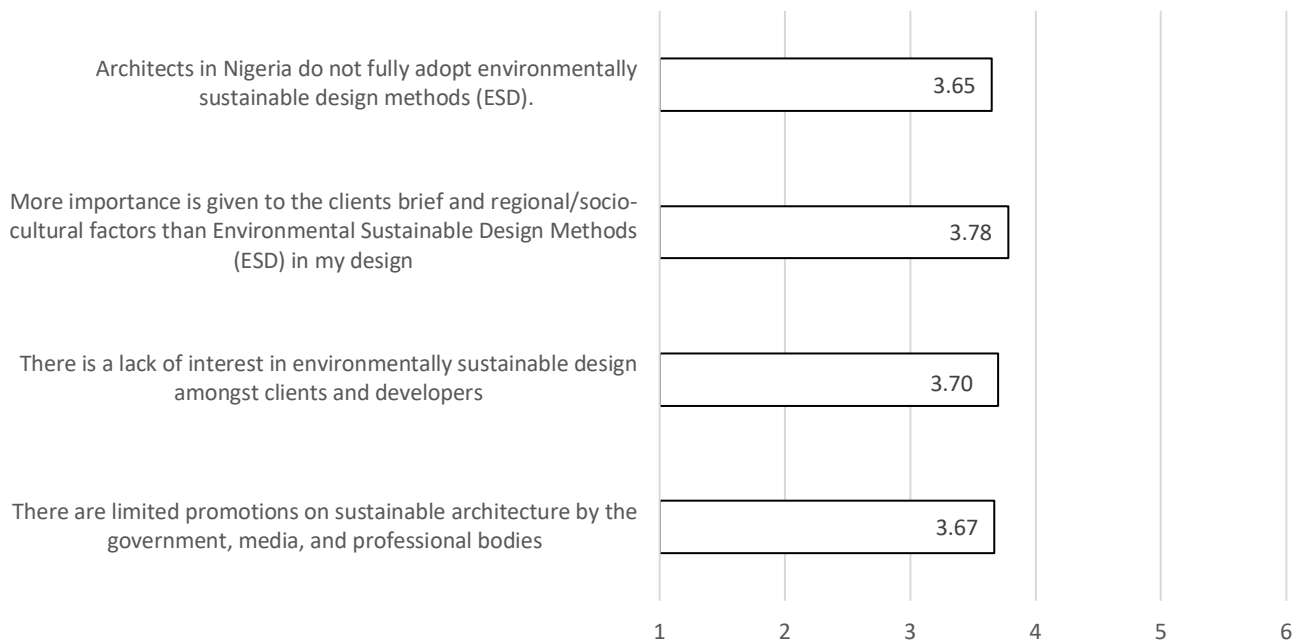 Architects in Nigeria do not fully adopt environmentally
sustainable design methods (ESD).
3.65
More importance is given to the clients brief and regional/socio-
cultural factors than Environmental Sustainable Design Methods
(ESD) in my design
3.78
There is a lack of interest in environmentally sustainable design
amongst clients and developers
3.70
There are limited promotions on sustainable architecture by the
government, media, and professional bodies
3.67
1 2 3 4 5 6